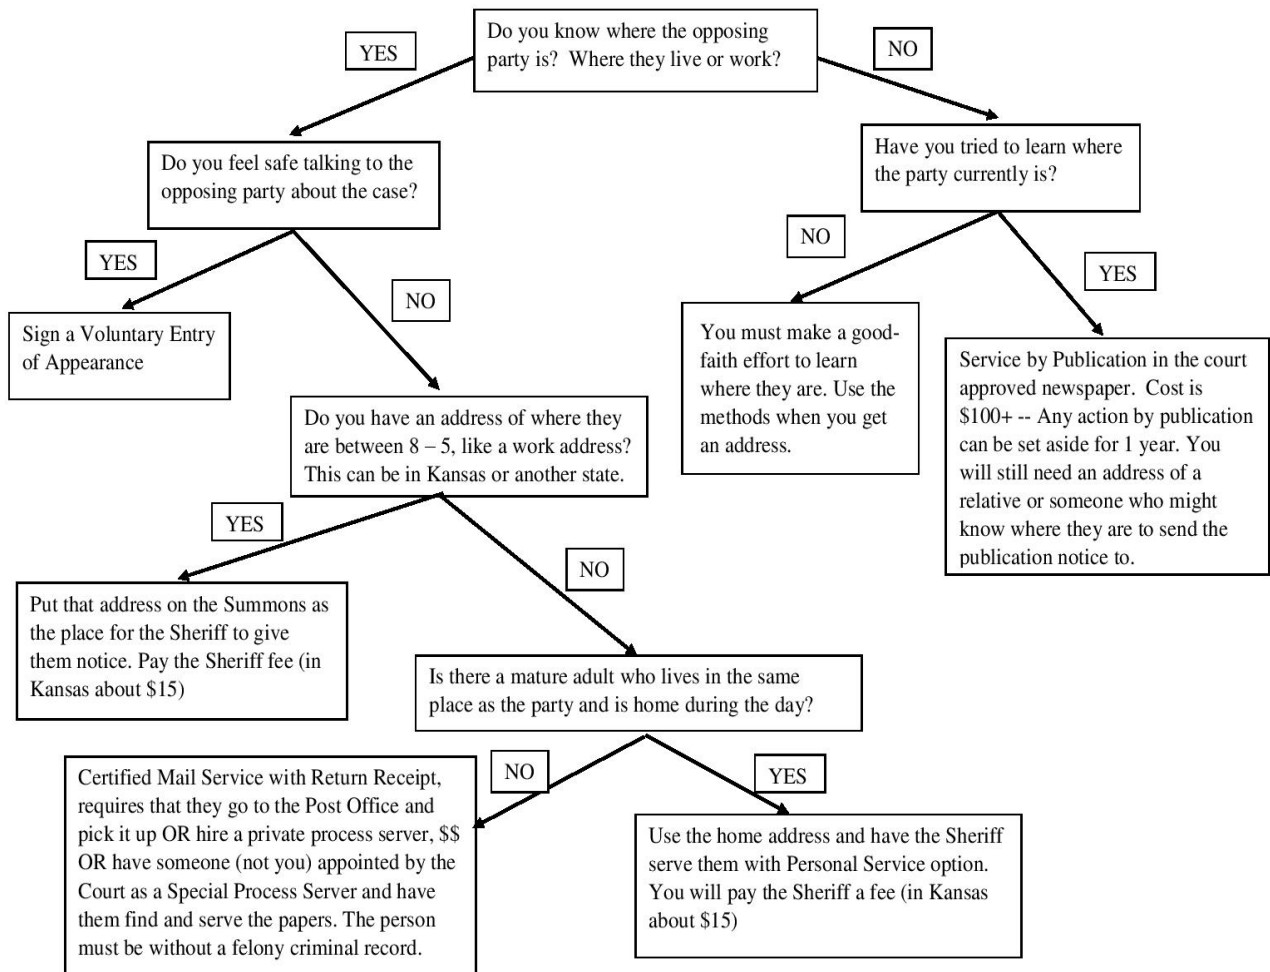 Do you know where the opposing
party is?  Where they live or work?
YES
NO
Do you feel safe talking to the
opposing party about the case?
Have you tried to learn where
the party currently is?
YES
NO
NO
YES
Sign a Voluntary Entry
of Appearance
You must make a good-
faith effort to learn
where they are. Use the
methods when you get
an address.
Service by Publication in the court
approved newspaper.  Cost is
$100+ -- Any action by publication
can be set aside for 1 year. You
will still need an address of a
relative or someone who might
know where they are to send the
publication notice to.
Do you have an address of where they
are between 8 – 5, like a work address?
This can be in Kansas or another state.
YES
NO
Put that address on the Summons as
the place for the Sheriff to give
them notice. Pay the Sheriff fee (in
Kansas about $15)
Is there a mature adult who lives in the same
place as the party and is home during the day?
NO
YES
Certified Mail Service with Return Receipt,
requires that they go to the Post Office and
pick it up OR hire a private process server, $$
OR have someone (not you) appointed by the
Court as a Special Process Server and have
them find and serve the papers. The person
must be without a felony criminal record.
Use the home address and have the Sheriff
serve them with Personal Service option.
You will pay the Sheriff a fee (in Kansas
about $15)